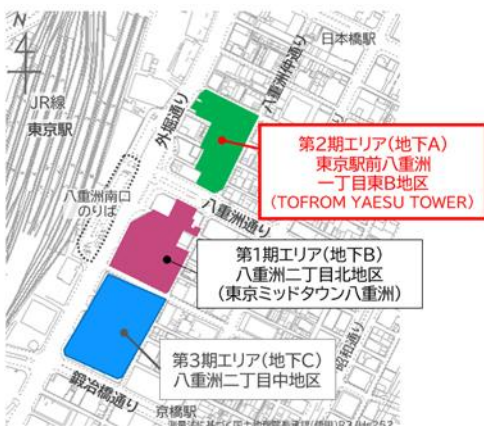 N
日本橋駅
JR線
東京駅
外堀通り
八重洲仲通り
第2期エリア(地下A)
東京駅前八重洲
一丁目東B地区
(TOFROM YAESU TOWER)
八重洲南口
のりば
八重洲通り
第1期エリア(地下B)
八重洲二丁目北地区
(東京ミッドタウン八重洲)
第3期エリア(地下C)
八重洲二丁目中地区
昭和通り
鍛冶橋通り
京橋駅